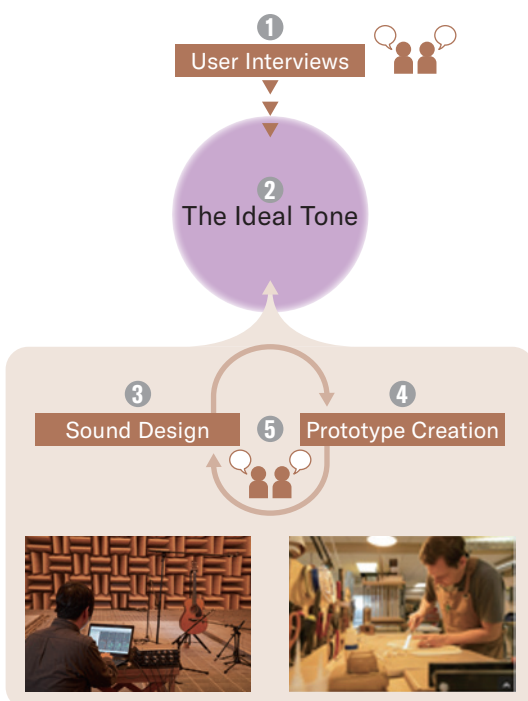 1
User Interviews
2
The Ideal Tone
3
Sound Design
4
Prototype Creation
5